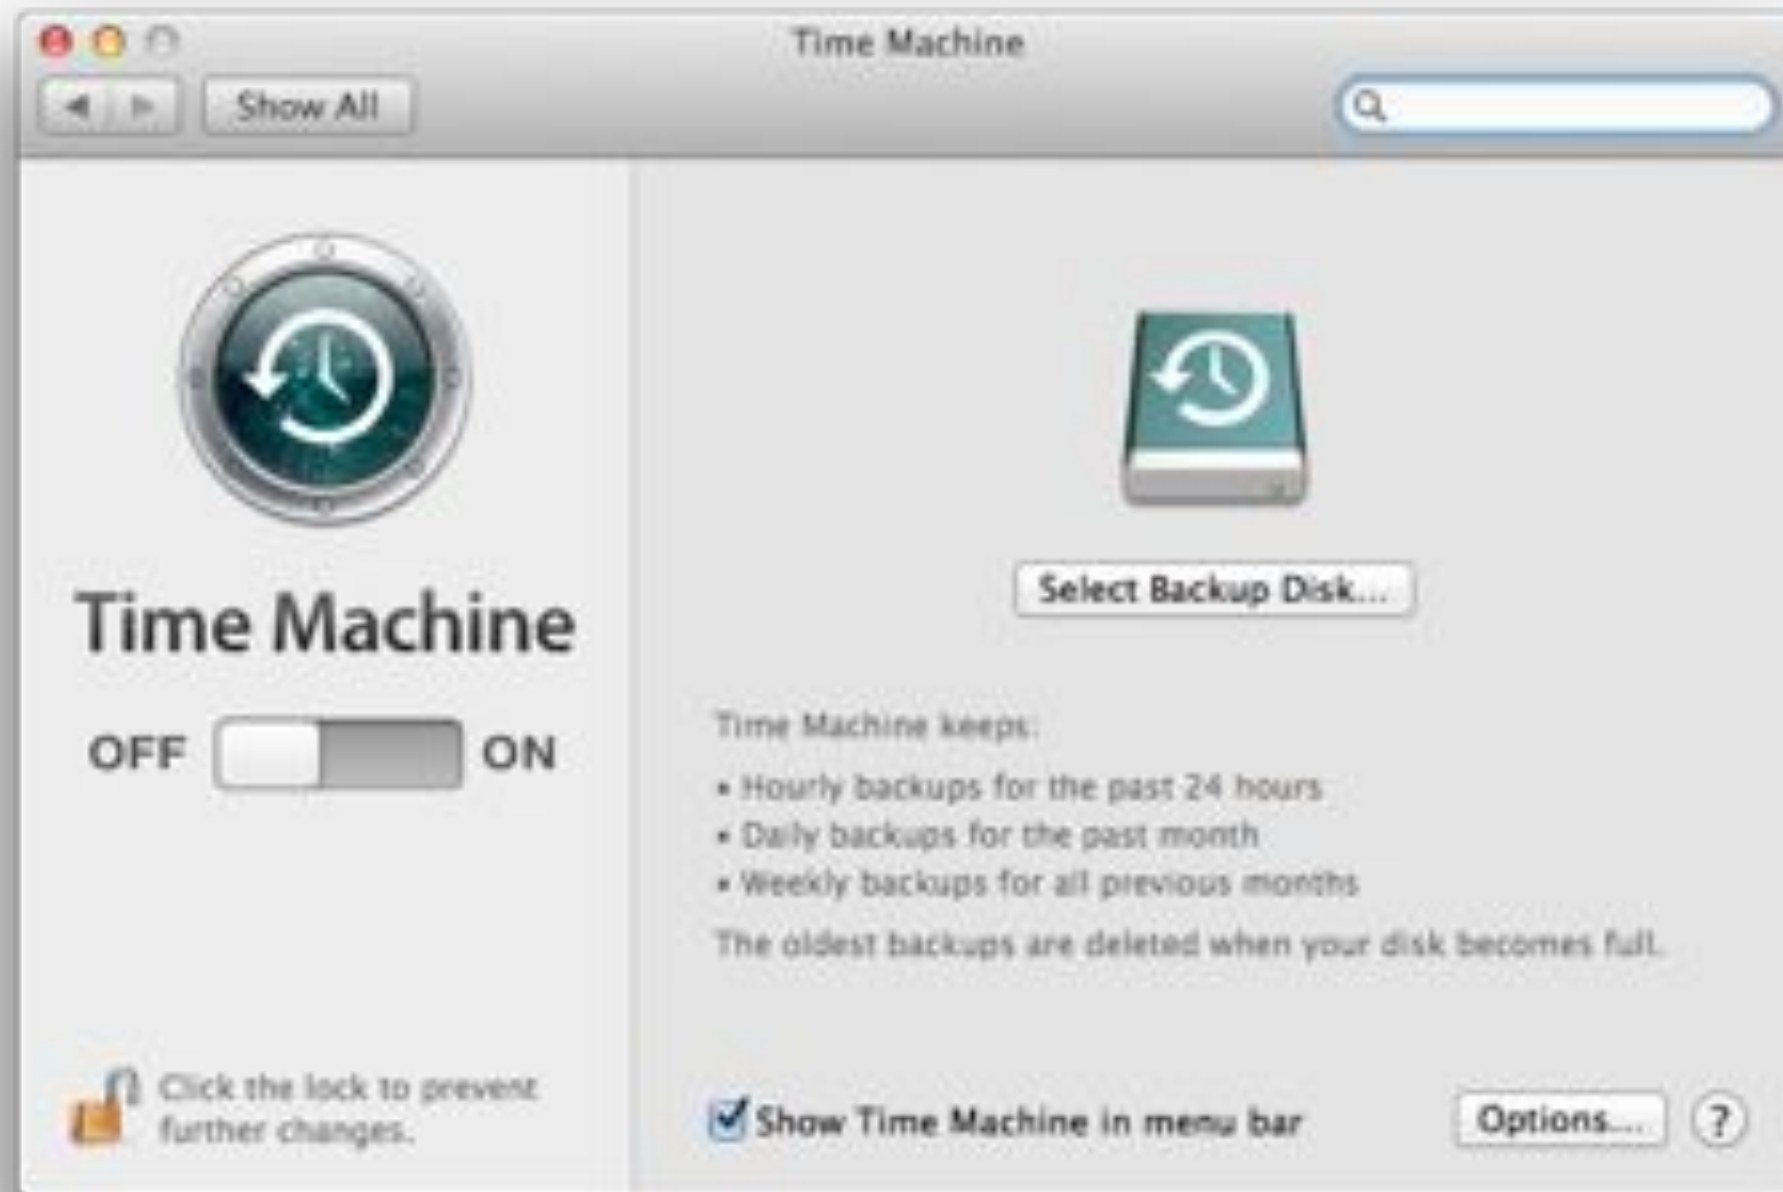 Time Machine
Show All
Time Machine
OFF ON
Select Backup Disk...
Time Machine keeps:
• Hourly backups for the past 24 hours
• Daily backups for the past month
• Weekly backups for all previous months
The oldest backups are deleted when your disk becomes full.
Click the lock to prevent
further changes.
Show Time Machine in menu bar
Options... ?